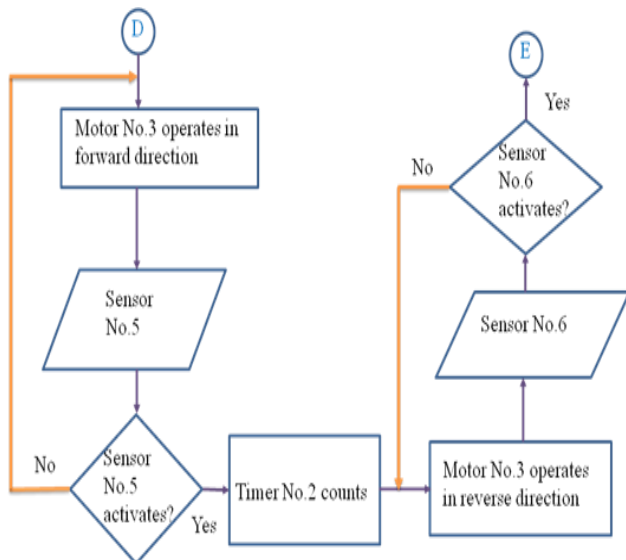 D
Motor No.3 operates in
forward direction
Sensor
No.5
Sensor
No.5
activates?
No
Yes
Timer No.2 counts
Motor No.3 operates
in reverse direction
Sensor No.6
Sensor
No.6
activates?
No
Yes
E